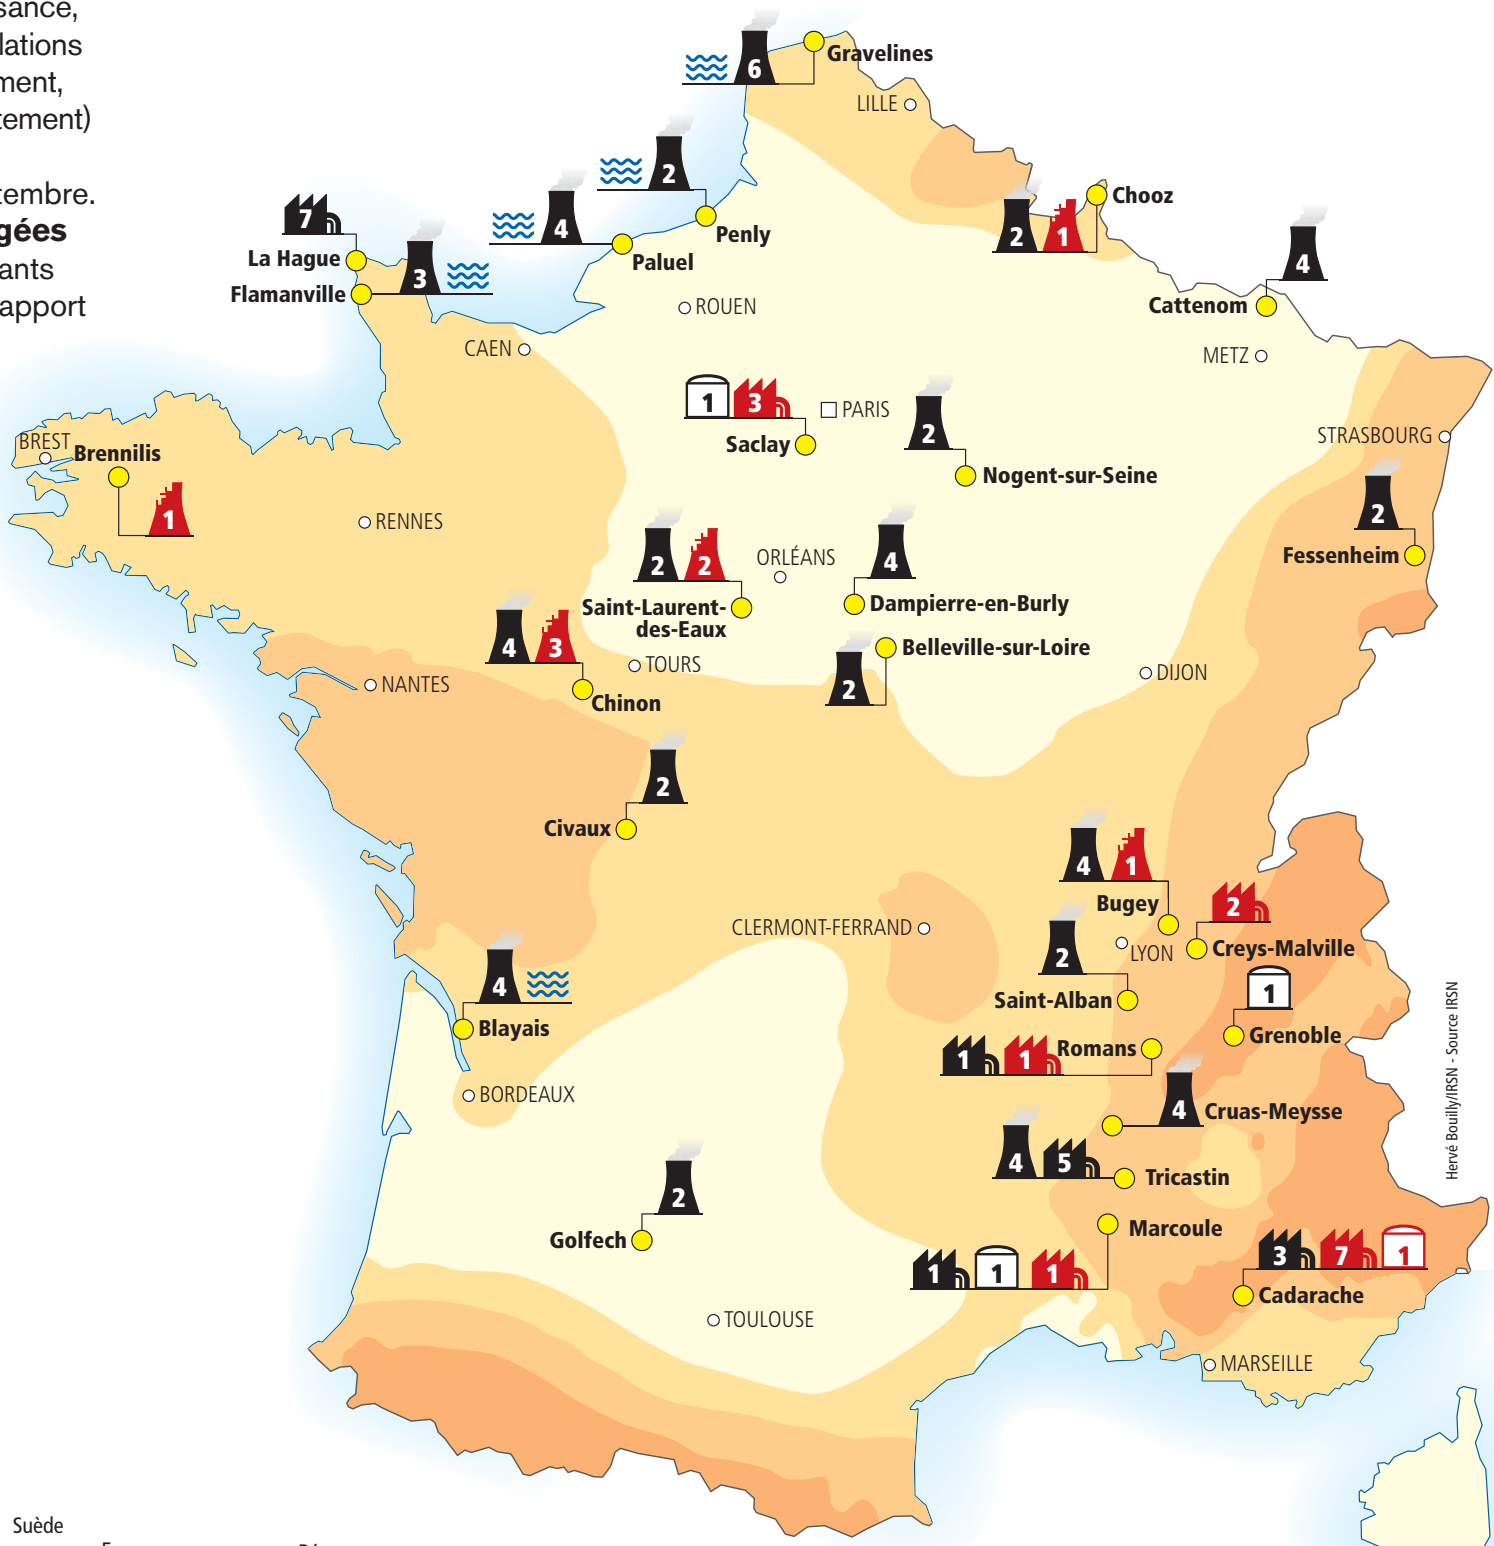 sance,
lations
ment,
tement)
tembre.
gées
ants
apport
6
Gravelines
LILLE
2
Penly
4
Paluel
7
La Hague
3
Flamanville
2
1
Chooz
4
Cattenom
ROUEN
CAEN
METZ
1
3
PARIS
Saclay
2
Nogent-sur-Seine
STRASBOURG
BREST
Brennilis
1
RENNES
2
Fessenheim
2
2
ORLÉANS
4
Saint-Laurent-
des-Eaux
Dampierre-en-Burly
4
3
TOURS
Belleville-sur-Loire
2
DIJON
NANTES
Chinon
2
Civaux
4
1
Bugey
2
CLERMONT-FERRAND
LYON
Creys-Malville
2
Saint-Alban
1
Grenoble
4
Blayais
1
1
Romans
BORDEAUX
4
Cruas-Meysse
4
5
Tricastin
2
Golfech
Marcoule
1
1
1
3
7
1
Cadarache
TOULOUSE
MARSEILLE
Hervé Bouilly/IRSN - Source IRSN
Suède